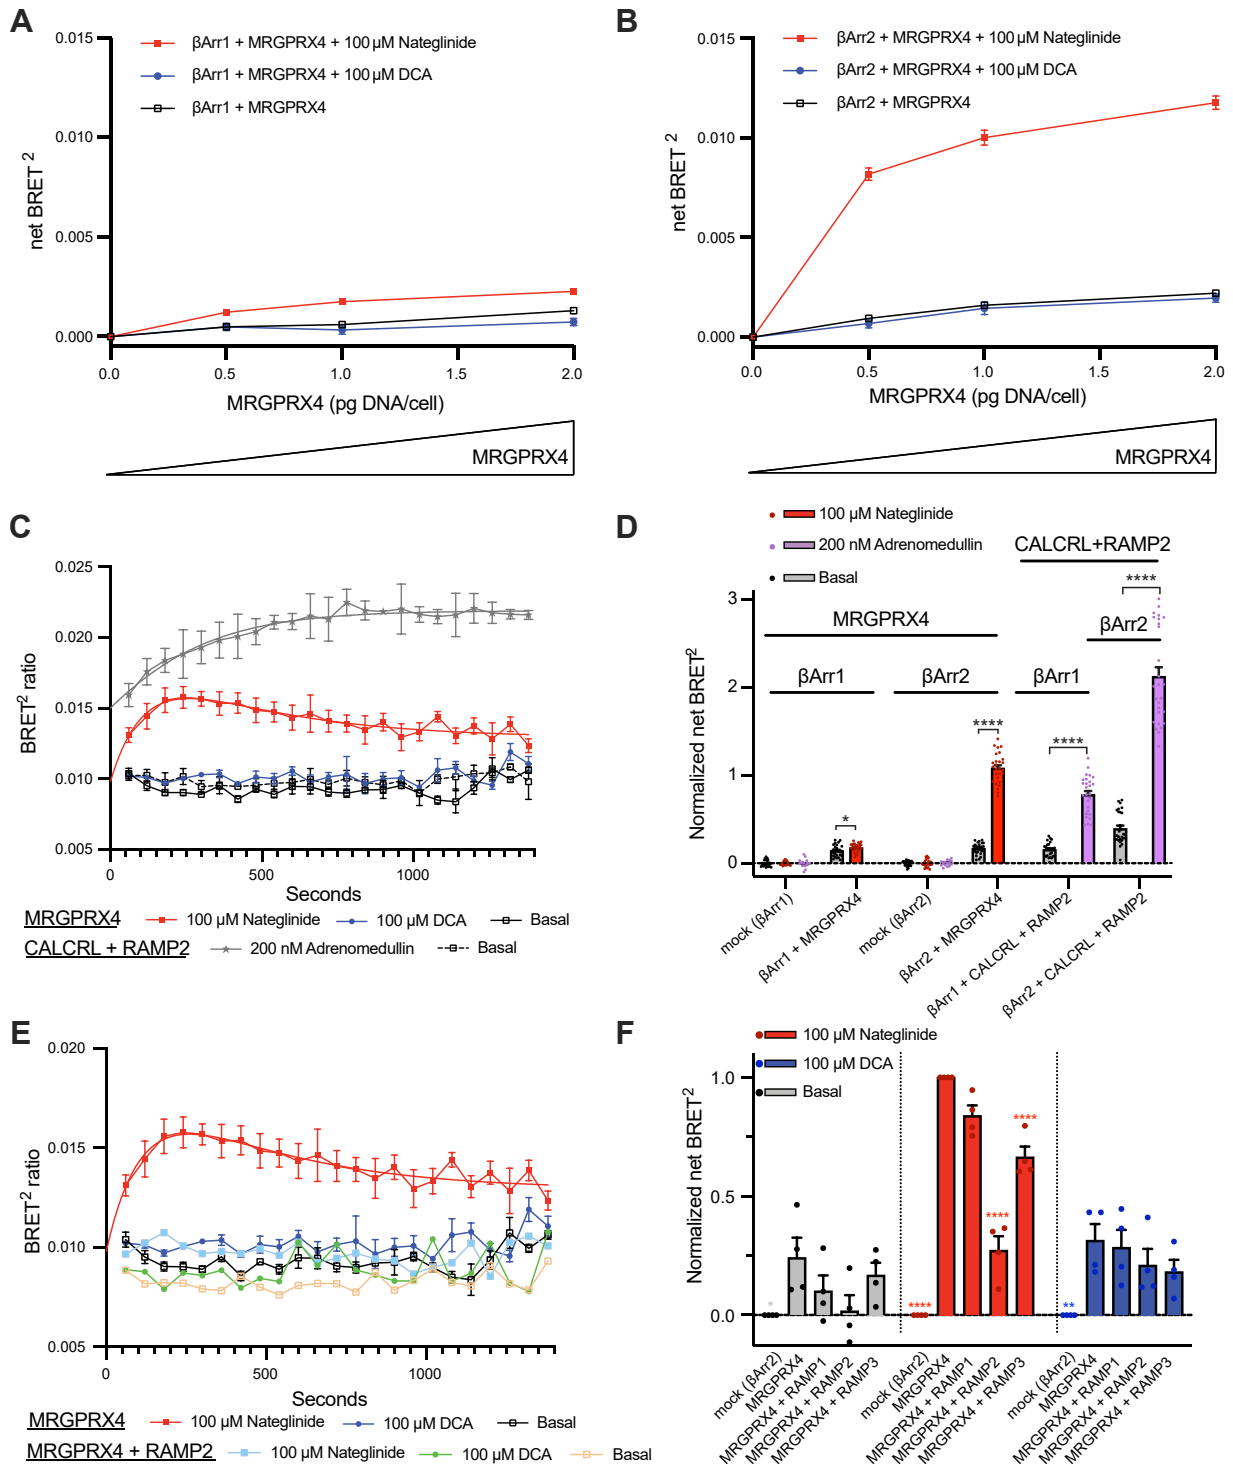 A
0.015
0.010
0.005
0.000
net BRET 2
βArr1 + MRGPRX4 + 100 µM Nateglinide
βArr1 + MRGPRX4 + 100 µM DCA
βArr1 + MRGPRX4
0.0 0.5 1.0 1.5 2.0
MRGPRX4 (pg DNA/cell)
MRGPRX4
B
0.015
0.010
0.005
0.000
net BRET 2
βArr2 + MRGPRX4 + 100 µM Nateglinide
βArr2 + MRGPRX4 + 100 µM DCA
βArr2 + MRGPRX4
0.0 0.5 1.0 1.5 2.0
MRGPRX4 (pg DNA/cell)
MRGPRX4
C
0.025
0.020
0.015
0.010
0.005
BRET2 ratio
0 500 1000
Seconds
MRGPRX4 100 µM Nateglinide 100 µM DCA Basal
CALCRL + RAMP2 200 nM Adrenomedullin Basal
D
100 µM Nateglinide
200 nM Adrenomedullin
Basal
CALCRL+RAMP2
****
MRGPRX4
βArr2
βArr1 βArr2 βArr1
****
****
*
3
2
1
0
Normalized net BRET2
mock (βArr1)
βArr1 + MRGPRX4
mock (βArr2)
βArr2 + MRGPRX4
βArr1 + CALCRL + RAMP2
βArr2 + CALCRL + RAMP2
E
0.020
0.015
0.010
0.005
BRET2 ratio
0 500 1000
Seconds
MRGPRX4 100 µM Nateglinide 100 µM DCA Basal
MRGPRX4 + RAMP2 100 µM Nateglinide 100 µM DCA Basal
F
100 µM Nateglinide
100 µM DCA
Basal
1.0
0.5
0.0
Normalized net BRET2
*
****
****
****
**
mock (βArr2)
MRGPRX4
MRGPRX4 + RAMP1
MRGPRX4 + RAMP2
MRGPRX4 + RAMP3
mock (βArr2)
MRGPRX4
MRGPRX4 + RAMP1
MRGPRX4 + RAMP2
MRGPRX4 + RAMP3
mock (βArr2)
MRGPRX4
MRGPRX4 + RAMP1
MRGPRX4 + RAMP2
MRGPRX4 + RAMP3